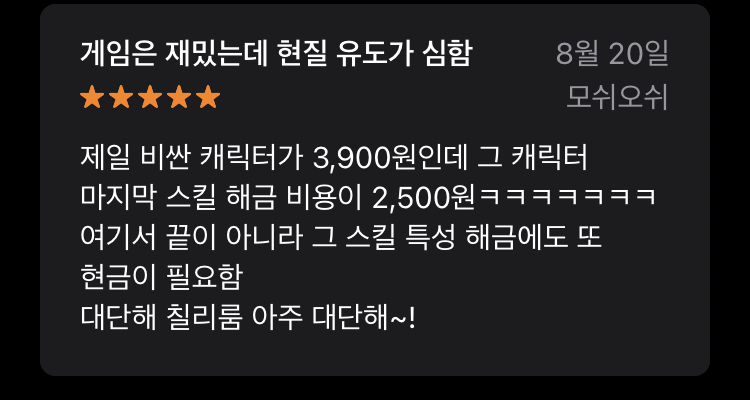 게임은 재밌는데 현질 유도가 심함
8월 20일
모쉬오쉬
제일 비싼 캐릭터가 3,900원인데 그 캐릭터
마지막 스킬 해금 비용이 2,500원ㅋㅋㅋㅋㅋㅋㅋ
여기서 끝이 아니라 그 스킬 특성 해금에도 또
현금이 필요함
대단해 칠리룸 아주 대단해~!